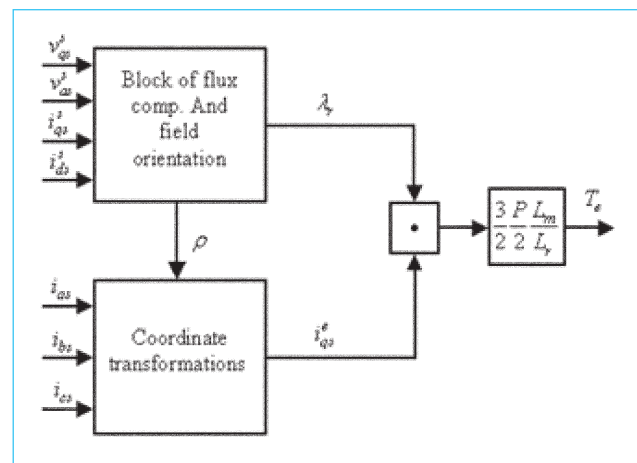 v^s_qs
v^s_as
i^s_qs
i^s_ds
Block of flux
comp. And
field
orientation
λ_r
ρ
i_as
i_bs
i_cs
Coordinate
transformations
i^e_qs
3/2 P/2 L_m/L_r
T_e